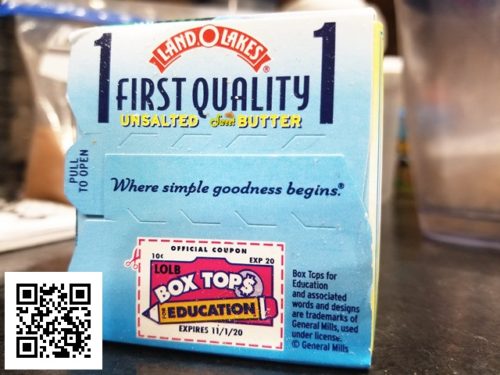 LAND O LAKES®
1 FIRST QUALITY 1
UNSALTED Sweet BUTTER
PULL
TO OPEN
Where simple goodness begins.®
OFFICIAL COUPON
10¢ EXP 20
LOLB
BOX TOPS
FOR EDUCATION
EXPIRES 11/1/20
Box Tops for
Education
and associated
words and designs
are trademarks of
General Mills, used
under license.
© General Mills